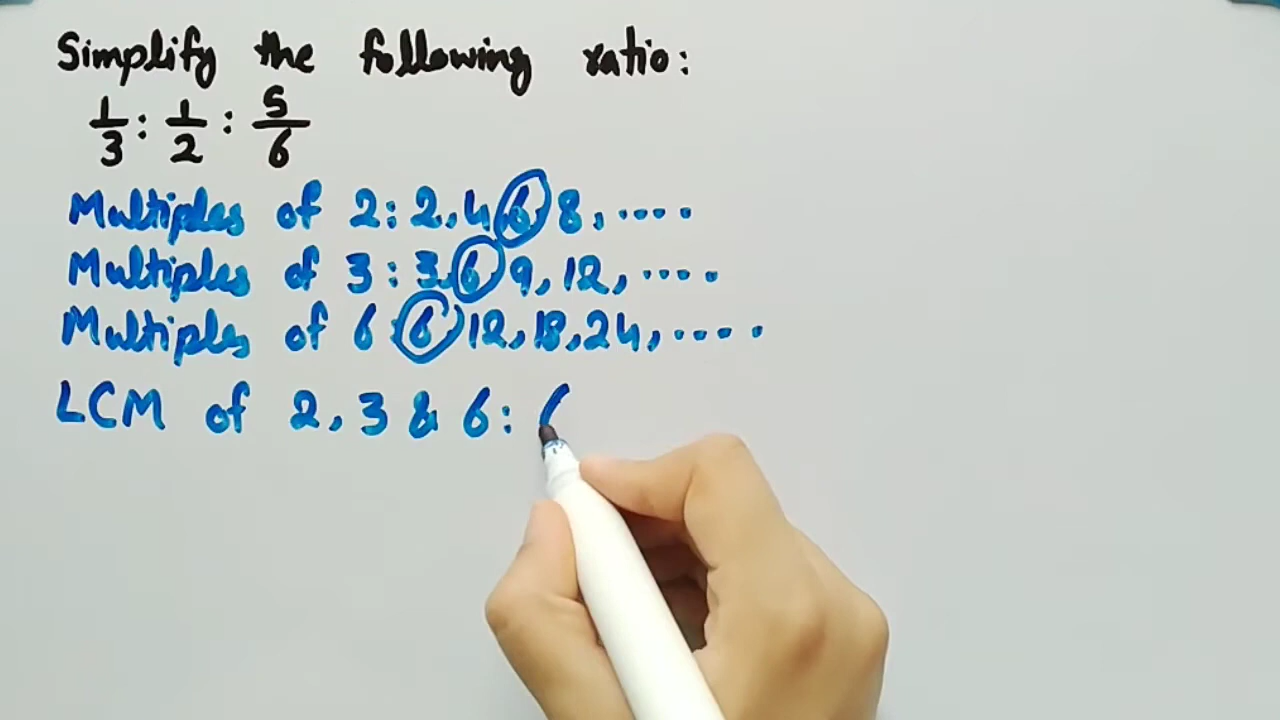 Simplify the following ratio:
1/3 : 1/2 : 5/6
Multiples of 2: 2, 4, 6, 8, ....
Multiples of 3: 3, 6, 9, 12, ....
Multiples of 6: 6, 12, 18, 24, ....
LCM of 2, 3 & 6: